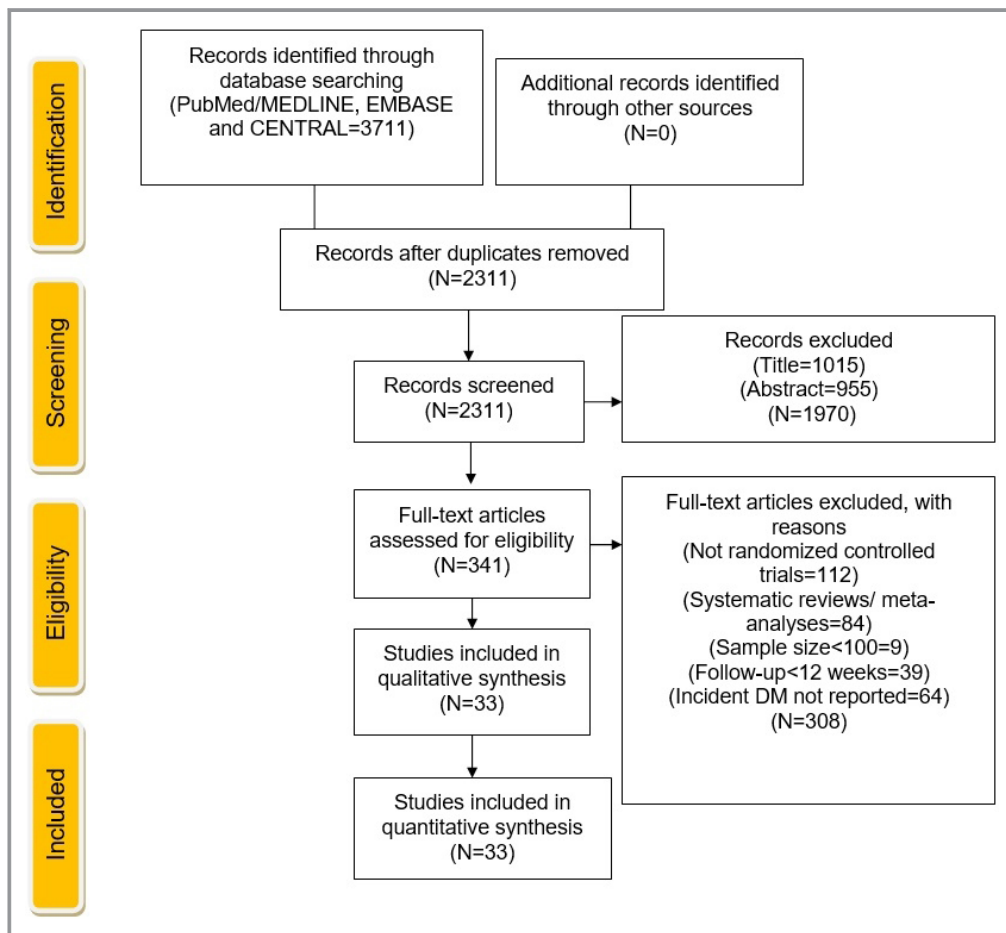 Identification
Records identified through
database searching
(PubMed/MEDLINE, EMBASE
and CENTRAL=3711)
Additional records identified
through other sources
(N=0)
Records after duplicates removed
(N=2311)
Screening
Records screened
(N=2311)
Records excluded
(Title=1015)
(Abstract=955)
(N=1970)
Eligibility
Full-text articles
assessed for eligibility
(N=341)
Full-text articles excluded, with
reasons
(Not randomized controlled
trials=112)
(Systematic reviews/ meta-
analyses=84)
(Sample size<100=9)
(Follow-up<12 weeks=39)
(Incident DM not reported=64)
(N=308)
Studies included in
qualitative synthesis
(N=33)
Included
Studies included in
quantitative synthesis
(N=33)